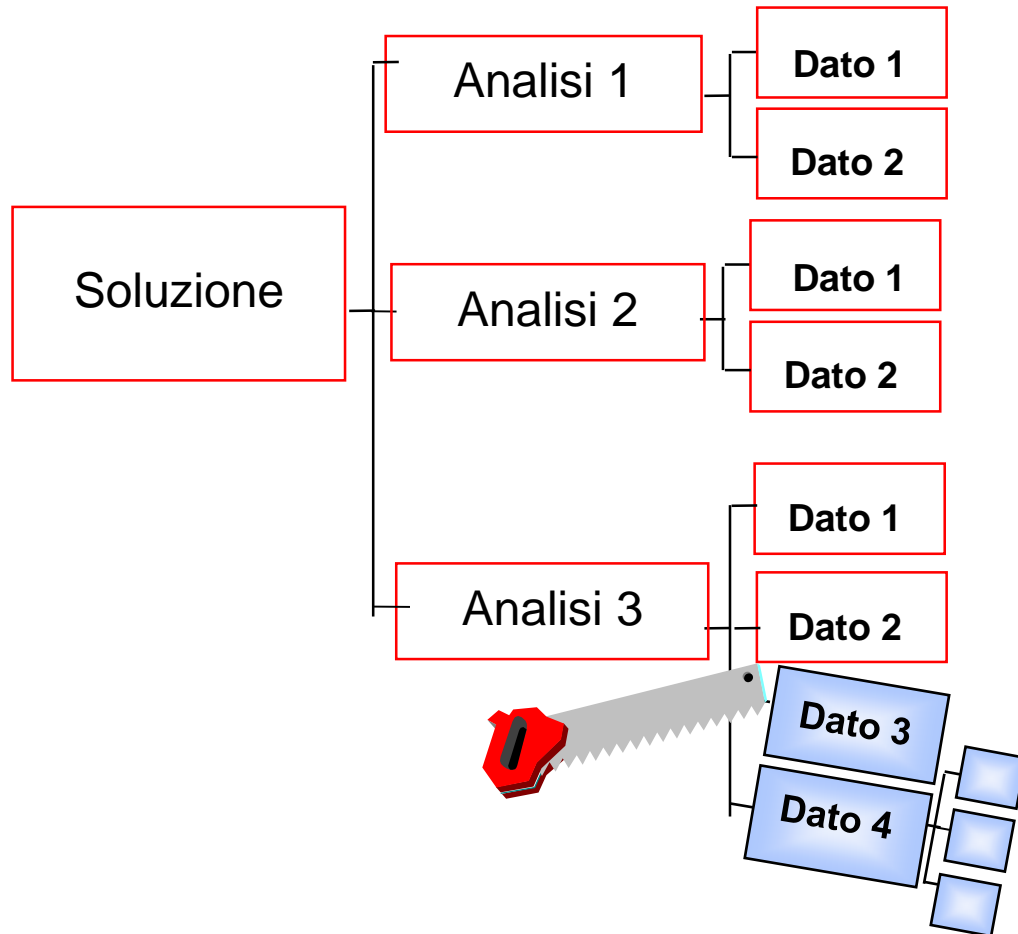 Soluzione
Analisi 1
Dato 1
Dato 2
Analisi 2
Dato 1
Dato 2
Analisi 3
Dato 1
Dato 2
Dato 3
Dato 4